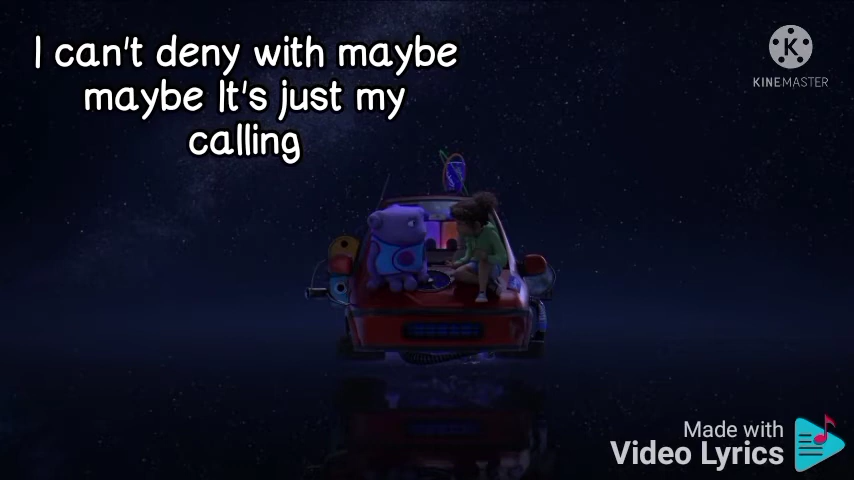 I can't deny with maybe
maybe It's just my
calling
K
KINEMASTER
Made with
Video Lyrics